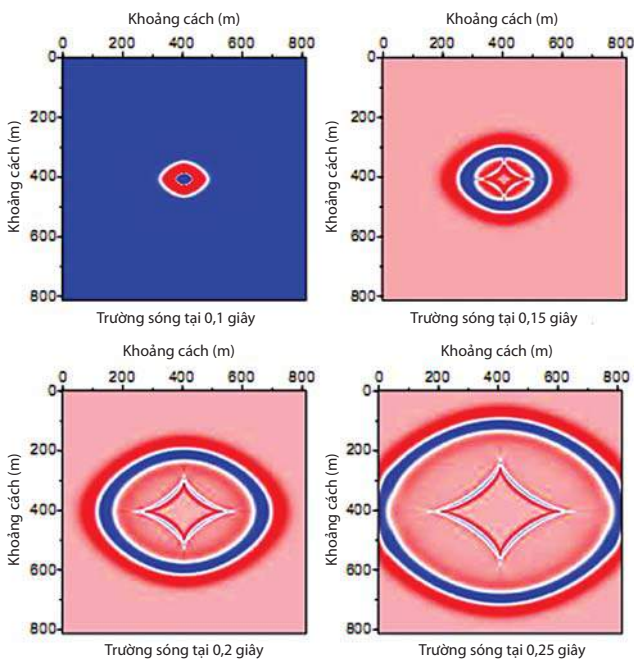 Khoảng cách (m)
0 200 400 600 800
Khoảng cách (m)
0
200
400
600
800
Trường sóng tại 0,1 giây
Khoảng cách (m)
0 200 400 600 800
Khoảng cách (m)
0
200
400
600
800
Trường sóng tại 0,15 giây
Khoảng cách (m)
0 200 400 600 800
Khoảng cách (m)
0
200
400
600
800
Trường sóng tại 0,2 giây
Khoảng cách (m)
0 200 400 600 800
Khoảng cách (m)
0
200
400
600
800
Trường sóng tại 0,25 giây